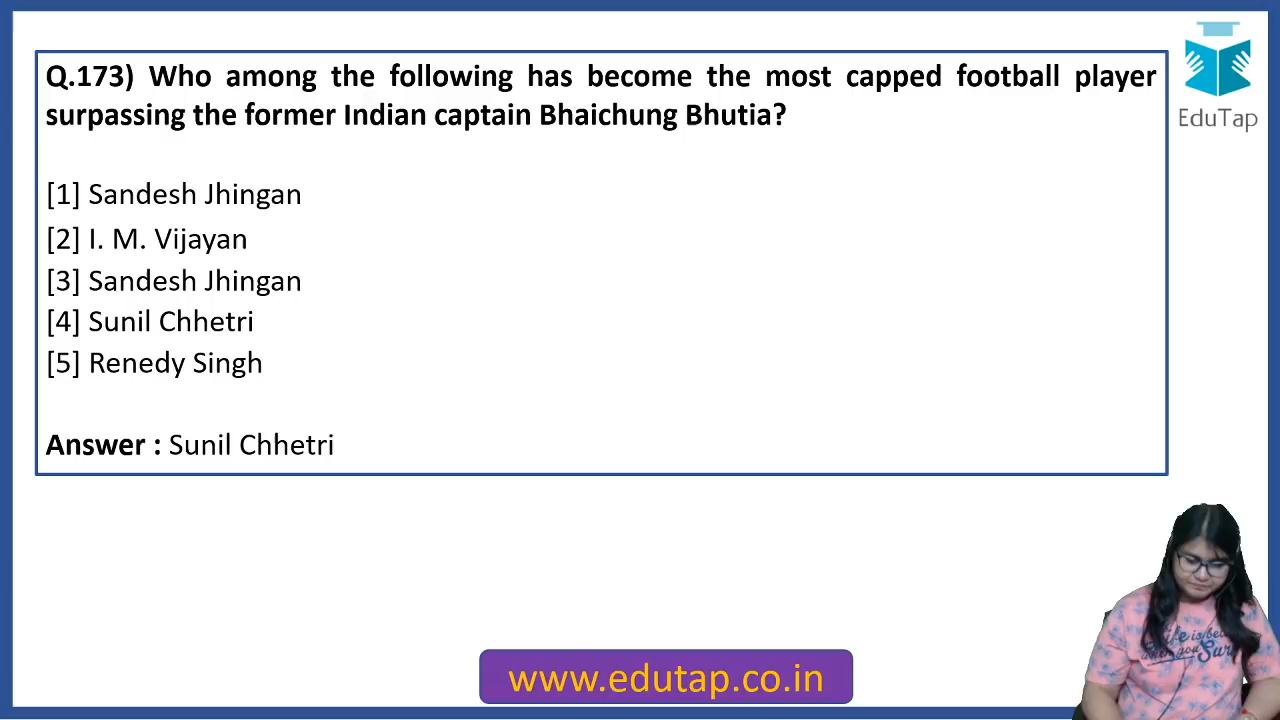 Q.173) Who among the following has become the most capped football player
surpassing the former Indian captain Bhaichung Bhutia?
EduTap
[1] Sandesh Jhingan
[2] I. M. Vijayan
[3] Sandesh Jhingan
[4] Sunil Chhetri
[5] Renedy Singh
Answer : Sunil Chhetri
www.edutap.co.in